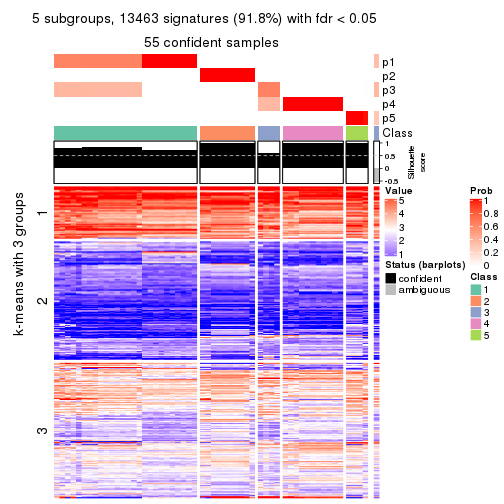 5 subgroups, 13463 signatures (91.8%) with fdr < 0.05
55 confident samples
p1
p2
p3
p4
p5
Class
1
0.5
0
-0.5
Silhouette
score
k-means with 3 groups
1
2
3
Value
5
4
3
2
1
Status (barplots)
confident
ambiguous
Prob
1
0.8
0.6
0.4
0.2
0
Class
1
2
3
4
5